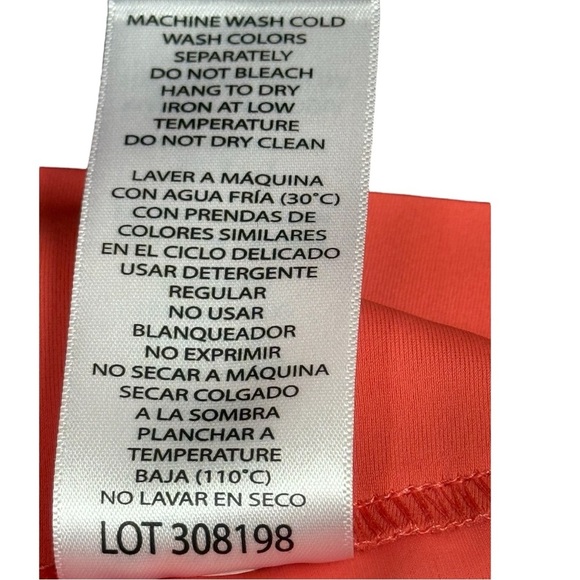 MACHINE WASH COLD
WASH COLORS
SEPARATELY
DO NOT BLEACH
HANG TO DRY
IRON AT LOW
TEMPERATURE
DO NOT DRY CLEAN
LAVER A MÁQUINA
CON AGUA FRÍA (30°C)
CON PRENDAS DE
COLORES SIMILARES
EN EL CICLO DELICADO
USAR DETERGENTE
REGULAR
NO USAR
BLANQUEADOR
NO EXPRIMIR
NO SECAR A MÁQUINA
SECAR COLGADO
A LA SOMBRA
PLANCHAR A
TEMPERATURE
BAJA (110°C)
NO LAVAR EN SECO
LOT 308198